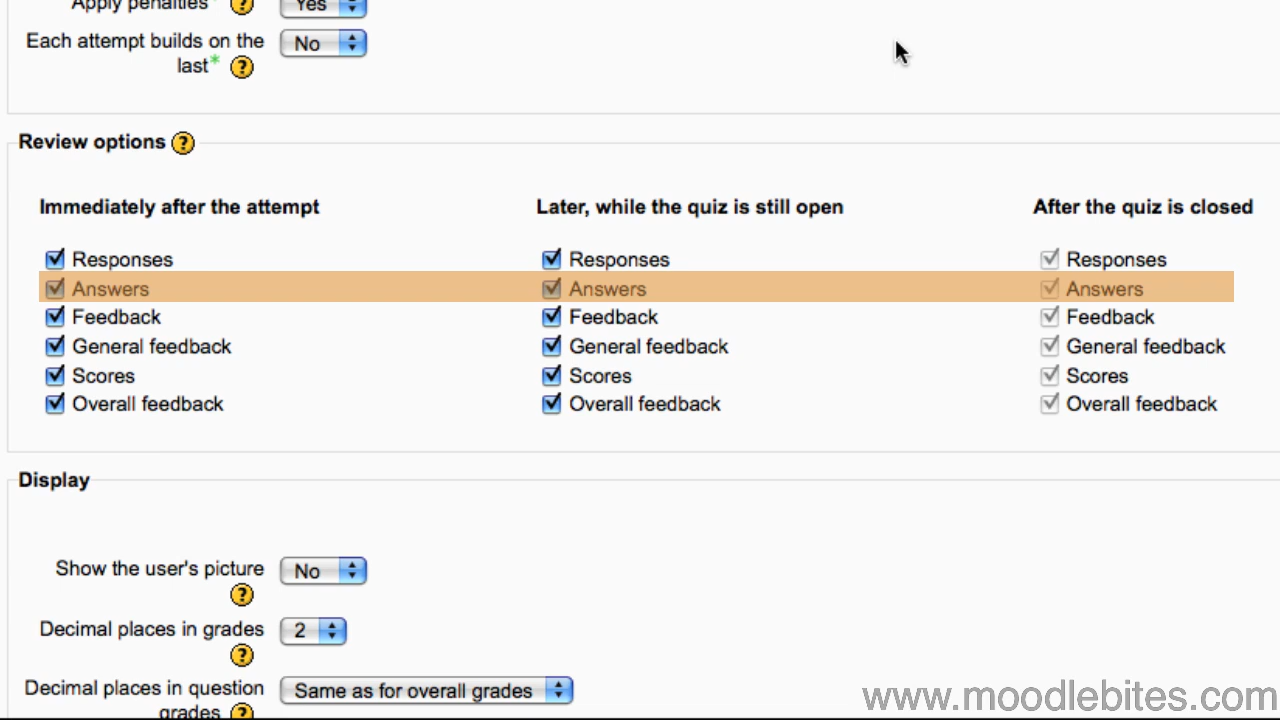 Apply penalties* ? Yes
Each attempt builds on the No
last* ?
Review options ?
Immediately after the attempt Later, while the quiz is still open After the quiz is closed
Responses Responses Responses
Answers Answers Answers
Feedback Feedback Feedback
General feedback General feedback General feedback
Scores Scores Scores
Overall feedback Overall feedback Overall feedback
Display
Show the user's picture No
?
Decimal places in grades 2
?
Decimal places in question Same as for overall grades
grades ?
www.moodlebites.com